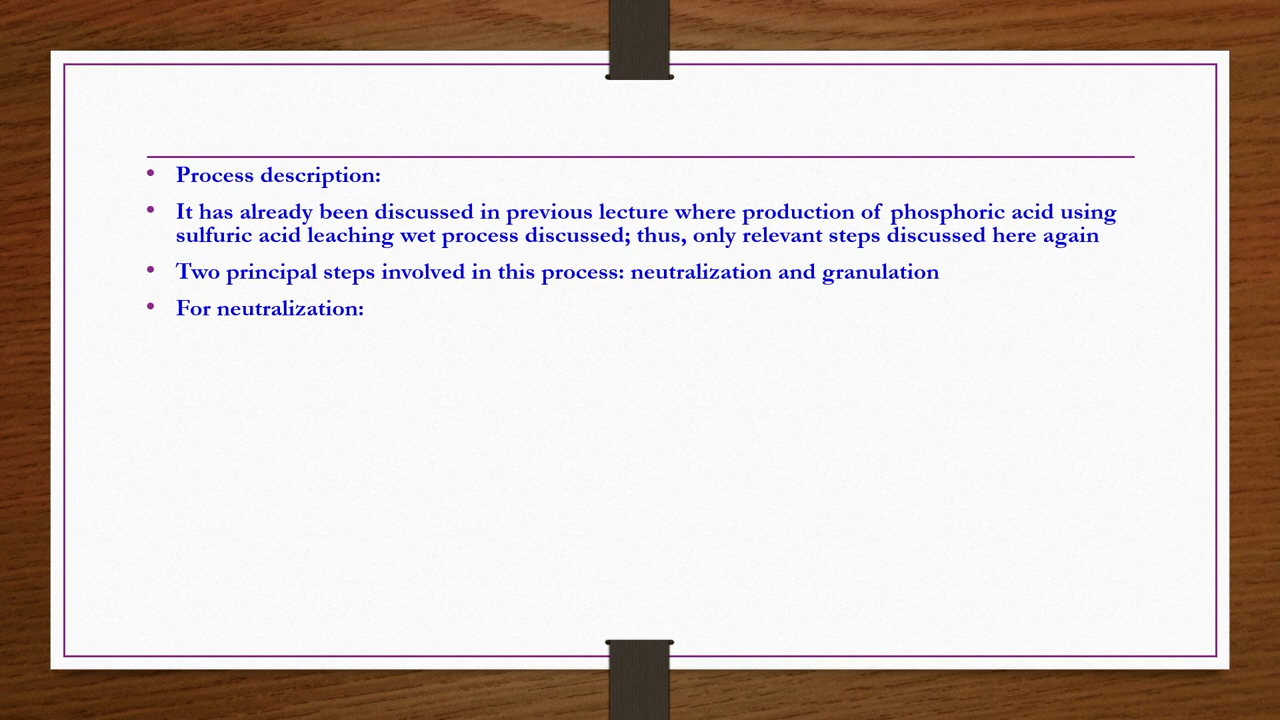 • Process description:
• It has already been discussed in previous lecture where production of phosphoric acid using
sulfuric acid leaching wet process discussed; thus, only relevant steps discussed here again
• Two principal steps involved in this process: neutralization and granulation
• For neutralization: